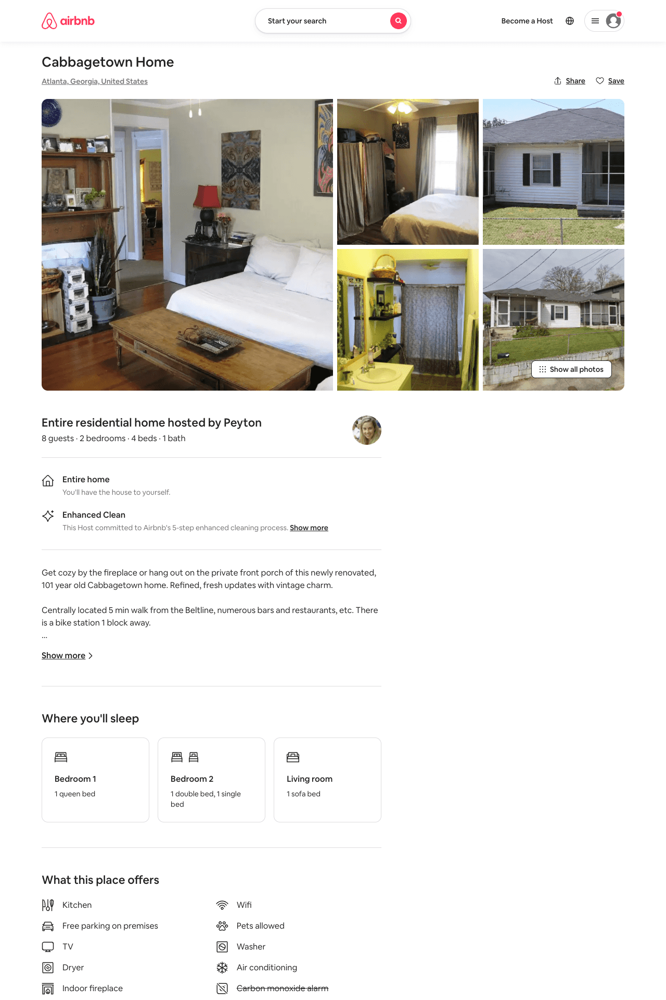 airbnb
Start your search
Become a Host
Cabbagetown Home
Atlanta, Georgia, United States
Share
Save
Show all photos
Entire residential home hosted by Peyton
8 guests · 2 bedrooms · 4 beds · 1 bath
Entire home
You’ll have the house to yourself.
Enhanced Clean
This Host committed to Airbnb's 5-step enhanced cleaning process. Show more
Get cozy by the fireplace or hang out on the private front porch of this newly renovated,
101 year old Cabbagetown home. Refined, fresh updates with vintage charm.
Centrally located 5 min walk from the Beltline, numerous bars and restaurants, etc. There
is a bike station 1 block away.
...
Show more
Where you'll sleep
Bedroom 1
1 queen bed
Bedroom 2
1 double bed, 1 single
bed
Living room
1 sofa bed
What this place offers
Kitchen
Wifi
Free parking on premises
Pets allowed
TV
Washer
Dryer
Air conditioning
Indoor fireplace
Carbon monoxide alarm